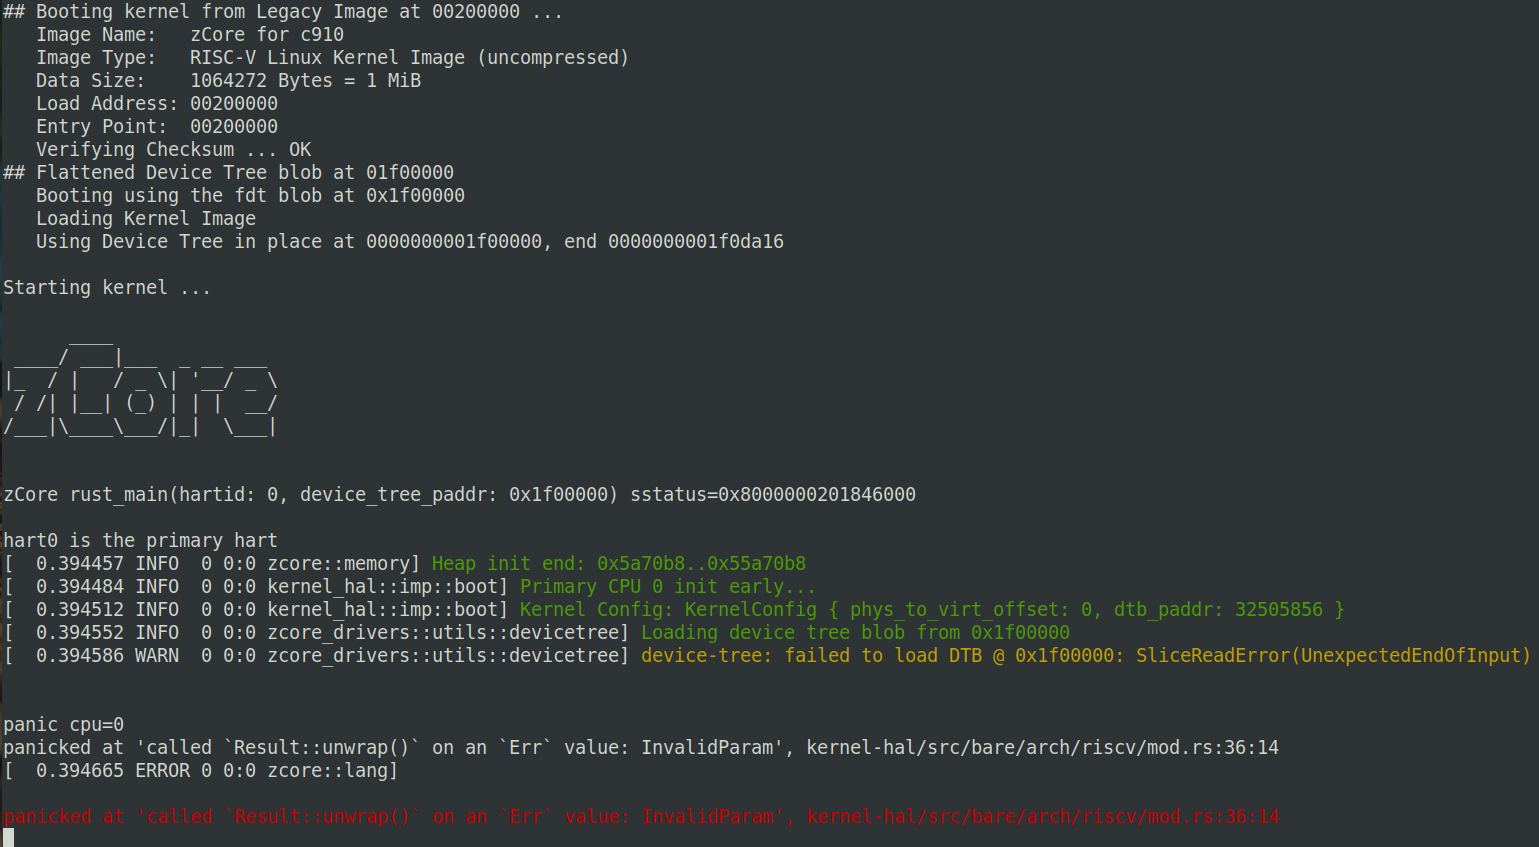 ## Booting kernel from Legacy Image at 00200000 ...
   Image Name:   zCore for c910
   Image Type:   RISC-V Linux Kernel Image (uncompressed)
   Data Size:    1064272 Bytes = 1 MiB
   Load Address: 00200000
   Entry Point:  00200000
   Verifying Checksum ... OK
## Flattened Device Tree blob at 01f00000
   Booting using the fdt blob at 0x1f00000
   Loading Kernel Image
   Using Device Tree in place at 0000000001f00000, end 0000000001f0da16

Starting kernel ...

      ____
 ____/ ___|___  _ __ ___
|_  / |   / _ \| '__/ _ \
 / /| |__| (_) | | |  __/
/___|\____\___/|_|  \___|

zCore rust_main(hartid: 0, device_tree_paddr: 0x1f00000) sstatus=0x8000000201846000

hart0 is the primary hart
[  0.394457 INFO  0 0:0 zcore::memory] Heap init end: 0x5a70b8..0x55a70b8
[  0.394484 INFO  0 0:0 kernel_hal::imp::boot] Primary CPU 0 init early...
[  0.394512 INFO  0 0:0 kernel_hal::imp::boot] Kernel Config: KernelConfig { phys_to_virt_offset: 0, dtb_paddr: 32505856 }
[  0.394552 INFO  0 0:0 zcore_drivers::utils::devicetree] Loading device tree blob from 0x1f00000
[  0.394586 WARN  0 0:0 zcore_drivers::utils::devicetree] device-tree: failed to load DTB @ 0x1f00000: SliceReadError(UnexpectedEndOfInput)

panic cpu=0
panicked at 'called `Result::unwrap()` on an `Err` value: InvalidParam', kernel-hal/src/bare/arch/riscv/mod.rs:36:14
[  0.394665 ERROR 0 0:0 zcore::lang]

panicked at 'called `Result::unwrap()` on an `Err` value: InvalidParam', kernel-hal/src/bare/arch/riscv/mod.rs:36:14